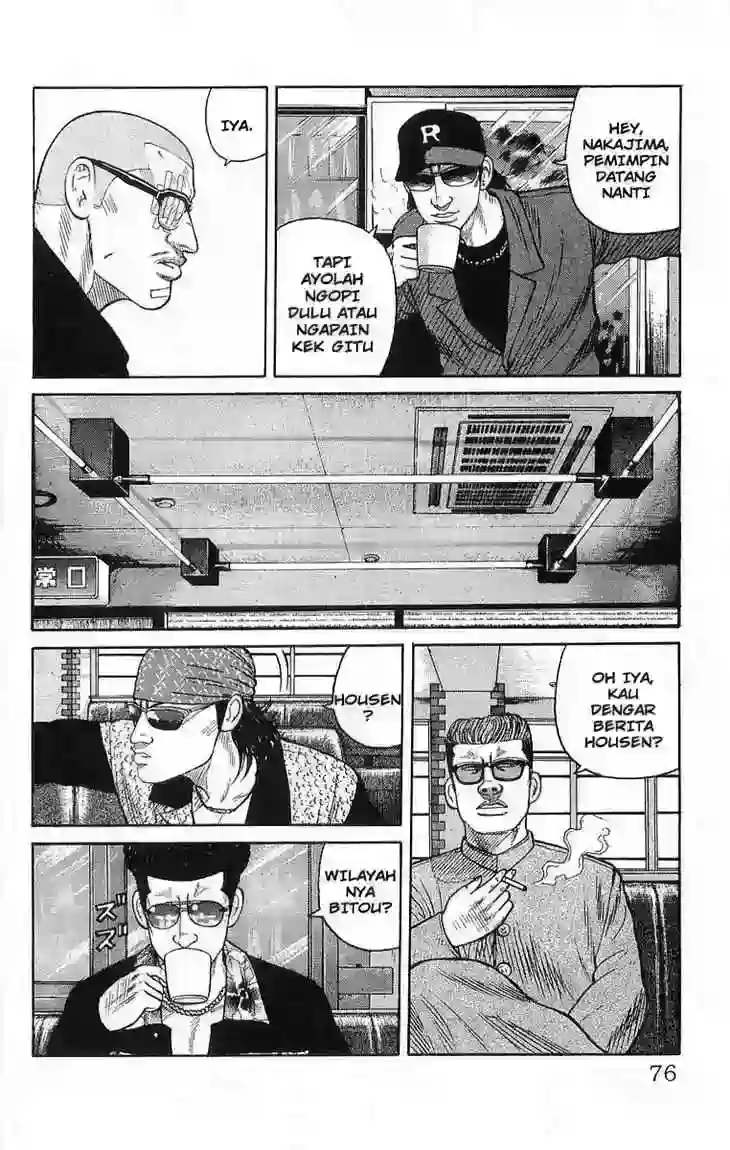 HEY,
NAKAJIMA,
PEMIMPIN
DATANG
NANTI
R
TAPI
AYOLAH
NGOPI
DULU ATAU
NGAPAIN
KEK GITU
IYA.
常口
OH IYA,
KAU
DENGAR
BERITA
HOUSEN?
HOUSEN
?
WILAYAH
NYA
BITOU?
ズズ
76